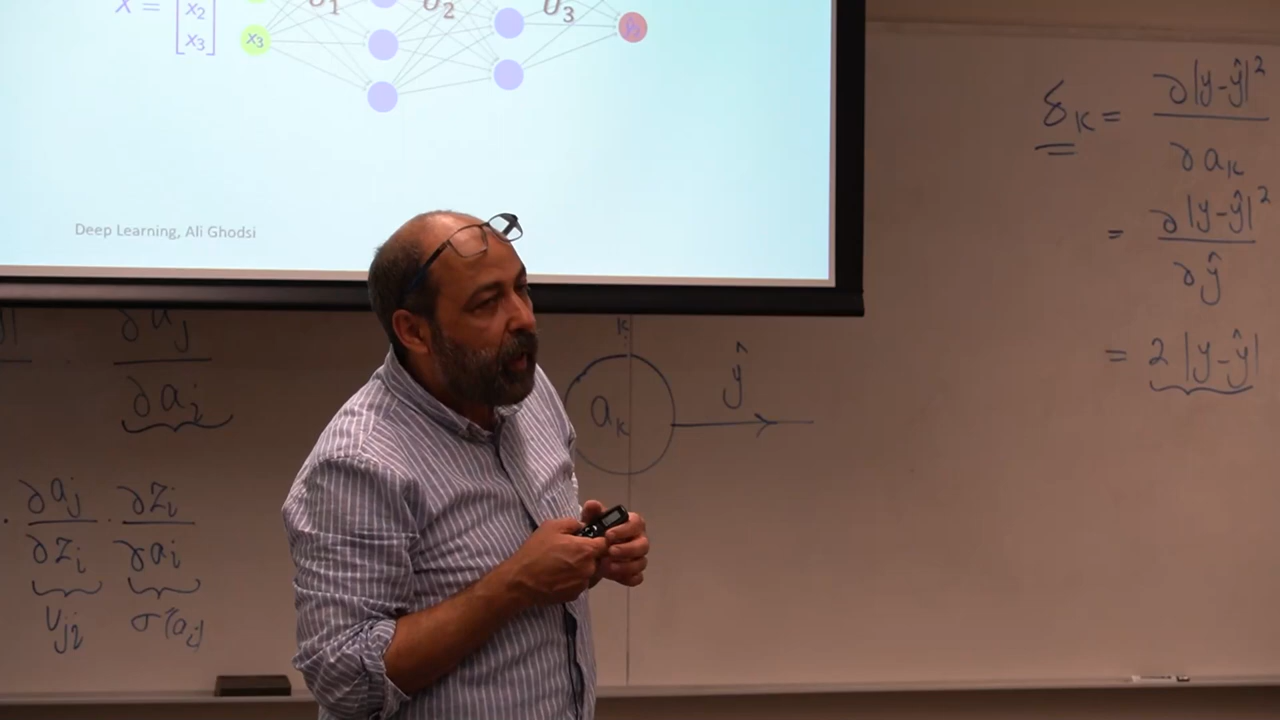 X = [x₂
x₃]
x₃
U₁
U₂
U₃
Deep Learning, Ali Ghodsi
∂aⱼ / ∂aᵢ
· ∂aⱼ / ∂zᵢ · ∂zᵢ / ∂aᵢ
uⱼᵢ
σ'(aᵢ)
k
aₖ
ŷ
δₖ = ∂|y-ŷ|² / ∂aₖ
= ∂|y-ŷ|² / ∂ŷ
= 2 |y-ŷ|